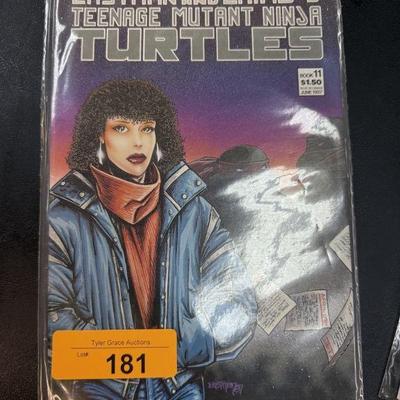 EASTMAN AND LAIRD'S
TEENAGE MUTANT NINJA
TURTLES
BOOK 11
$1.50
JUNE 1987
Tyler Grace Auctions
Lot#
181